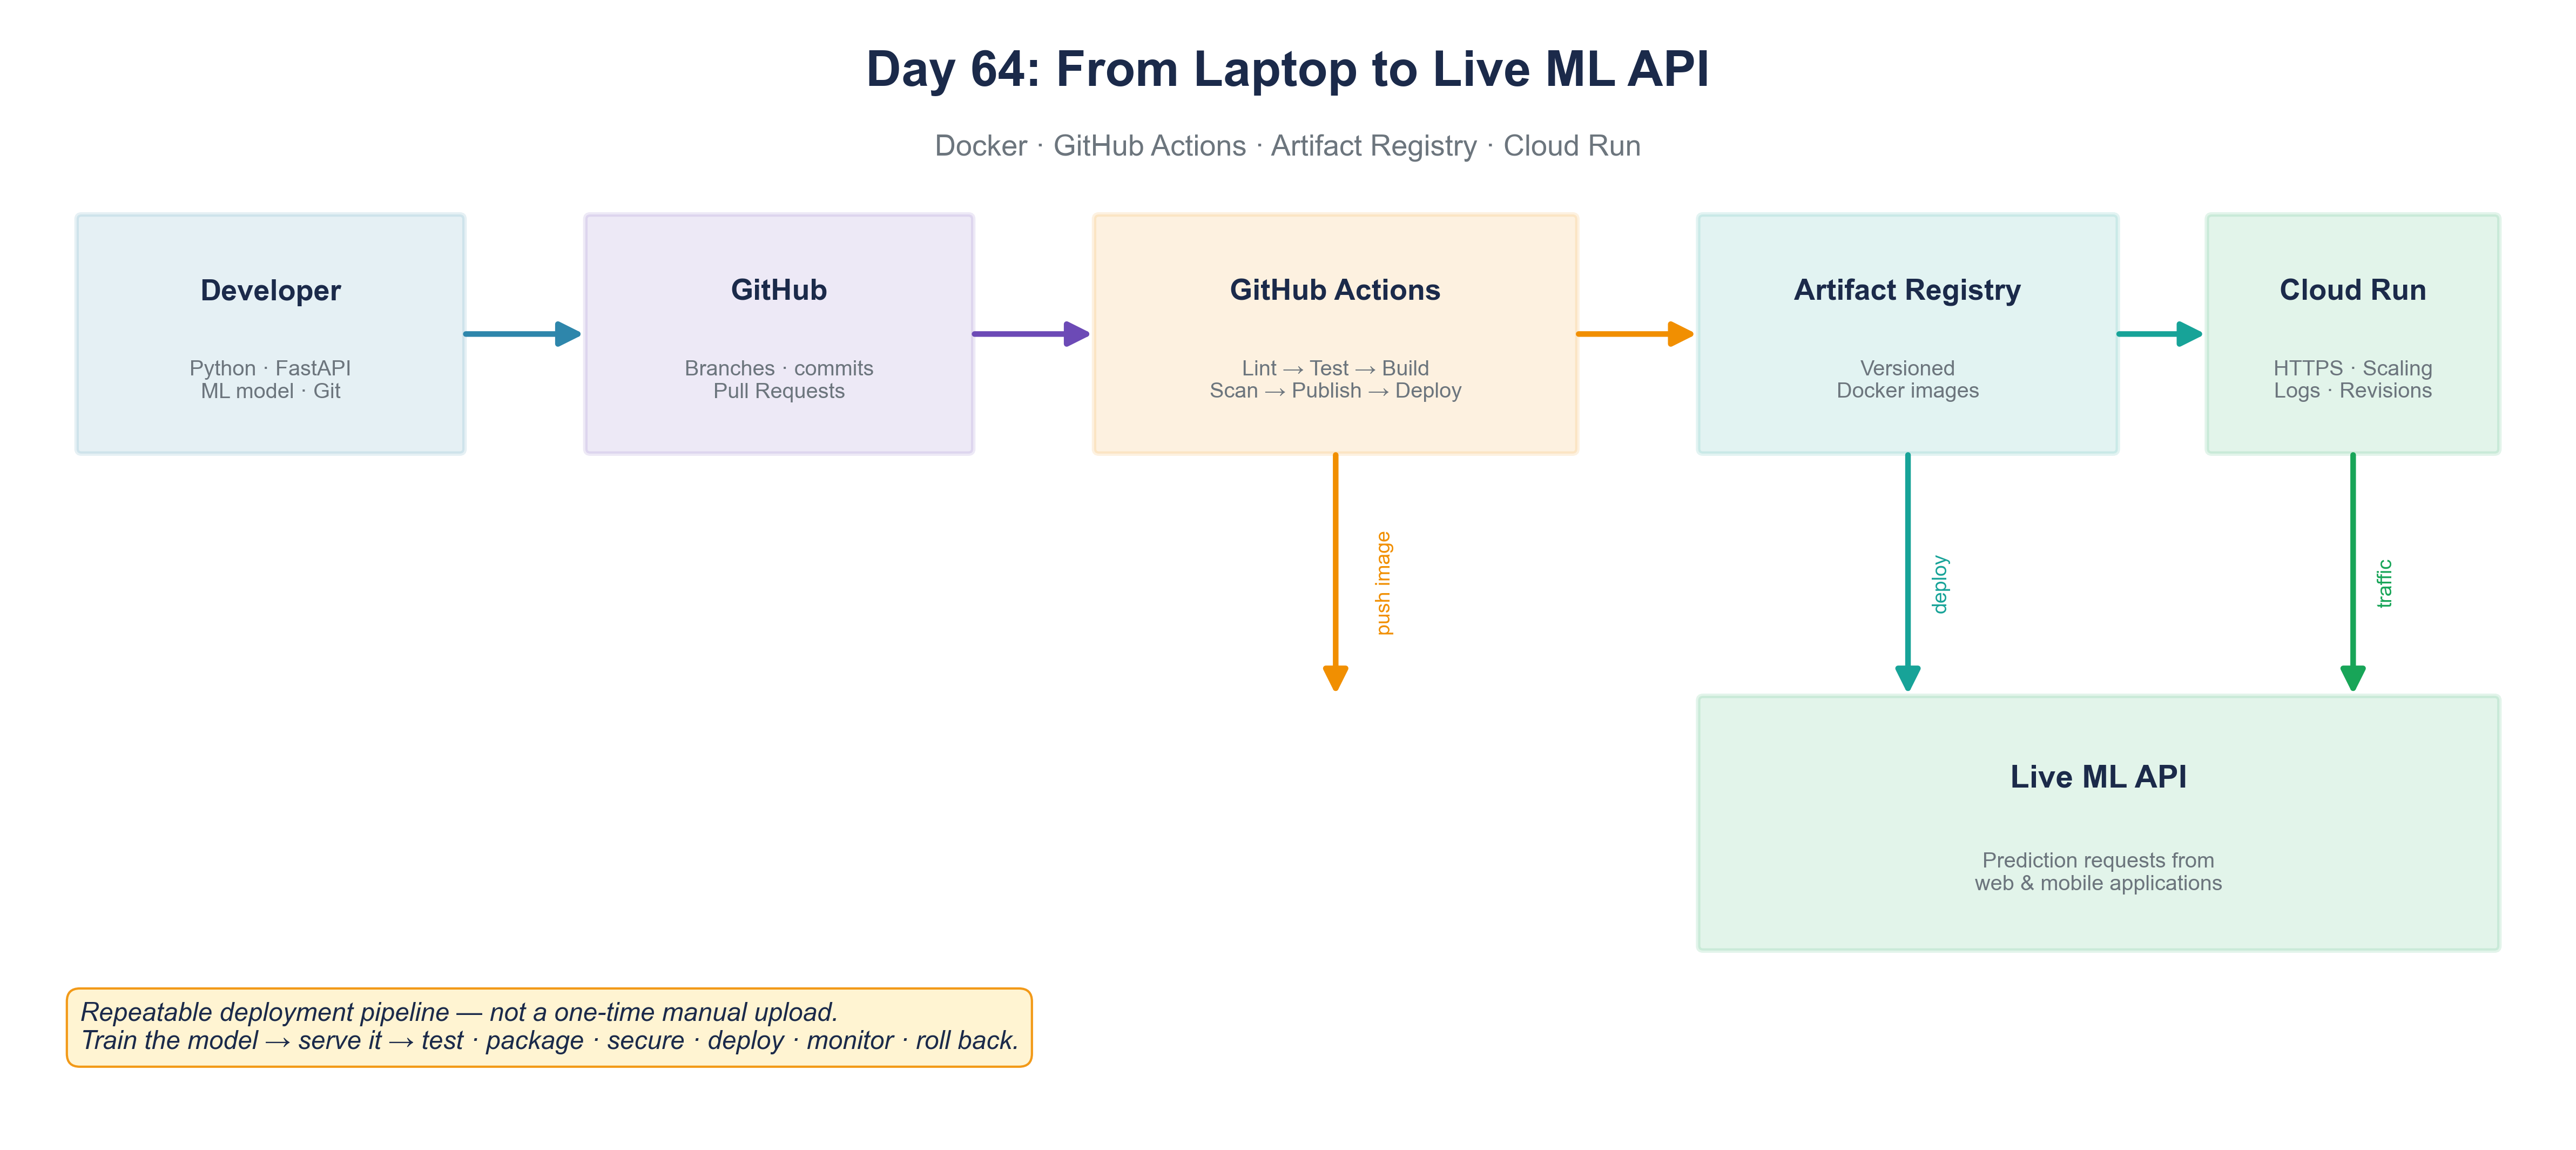 Day 64: From Laptop to Live ML API
Docker · GitHub Actions · Artifact Registry · Cloud Run
Developer
Python · FastAPI
ML model · Git
GitHub
Branches · commits
Pull Requests
GitHub Actions
Lint → Test → Build
Scan → Publish → Deploy
Artifact Registry
Versioned
Docker images
Cloud Run
HTTPS · Scaling
Logs · Revisions
push image
deploy
traffic
Live ML API
Prediction requests from
web & mobile applications
Repeatable deployment pipeline — not a one-time manual upload.
Train the model → serve it → test · package · secure · deploy · monitor · roll back.